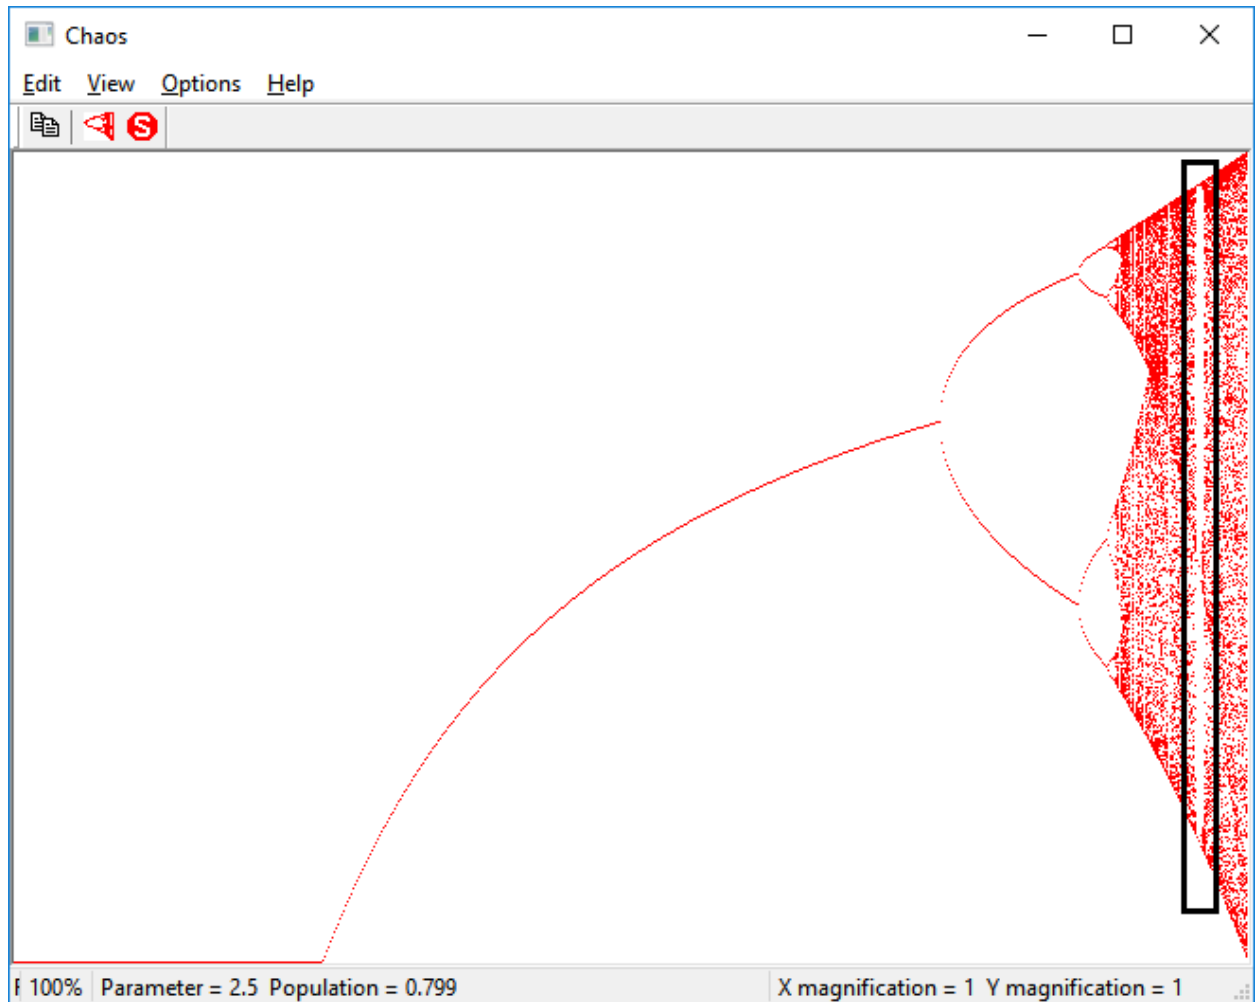 Chaos
Edit View Options Help
S
100% Parameter = 2.5 Population = 0.799 X magnification = 1 Y magnification = 1